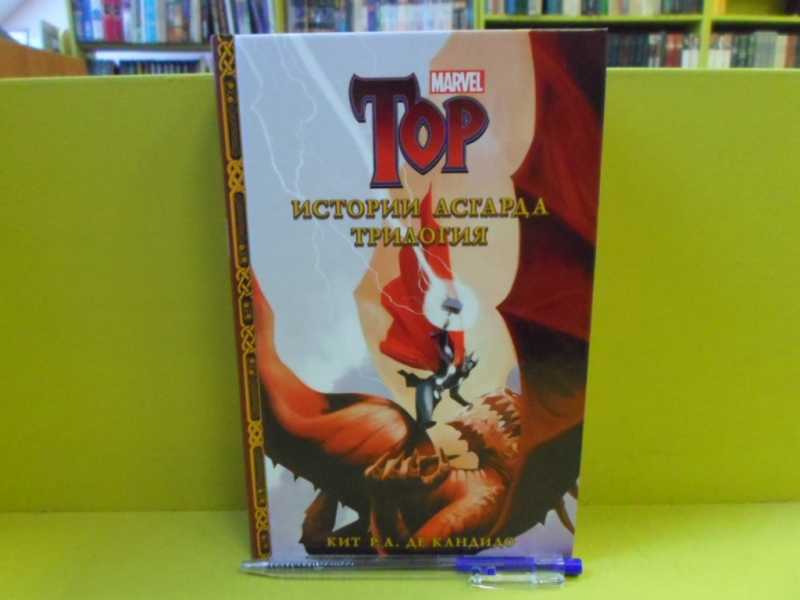 MARVEL
ТОР
ИСТОРИИ АСГАРДА
ТРИЛОГИЯ
КИТ Р.А. ДЕ КАНДИДО